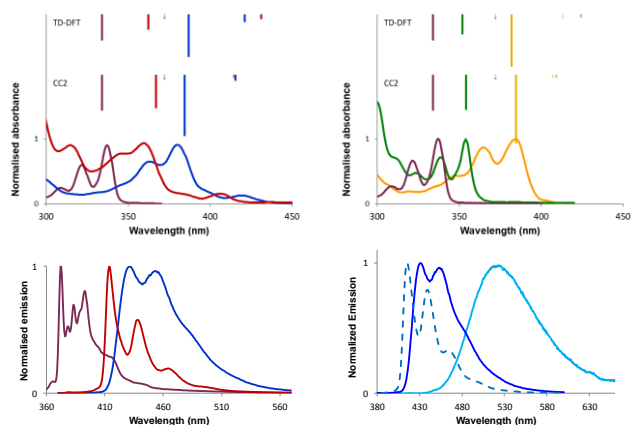 TD-DFT
CC2
Normalised absorbance
1
0
300
350
400
450
Wavelength (nm)
TD-DFT
CC2
Normalised absorbance
1
0
300
350
400
450
Wavelength (nm)
Normalised emission
1
0
360
410
460
510
560
Wavelength (nm)
Normalized Emission
1
0
380
430
480
530
580
630
Wavelength (nm)